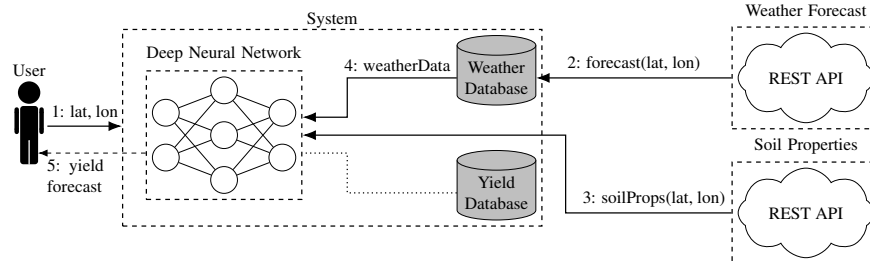 System
Weather Forecast
Deep Neural Network
User
4: weatherData
Weather
Database
2: forecast(lat, lon)
REST API
1: lat, lon
5: yield
forecast
Soil Properties
Yield
Database
3: soilProps(lat, lon)
REST API